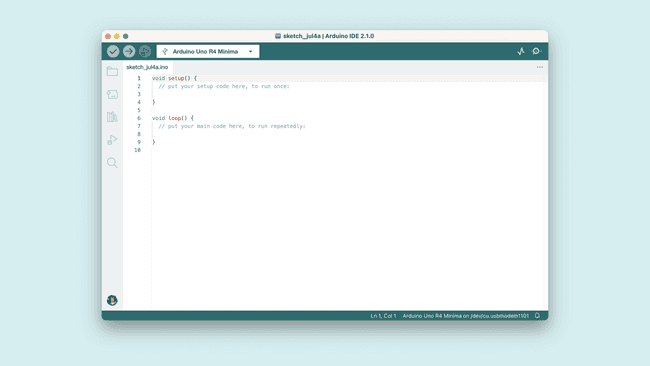 sketch_jul4a | Arduino IDE 2.1.0
Arduino Uno R4 Minima
sketch_jul4a.ino
1 void setup() {
2 // put your setup code here, to run once:
3
4 }
5
6 void loop() {
7 // put your main code here, to run repeatedly:
8
9 }
10
Ln 1, Col 1 Arduino Uno R4 Minima on /dev/cu.usbmodem1101